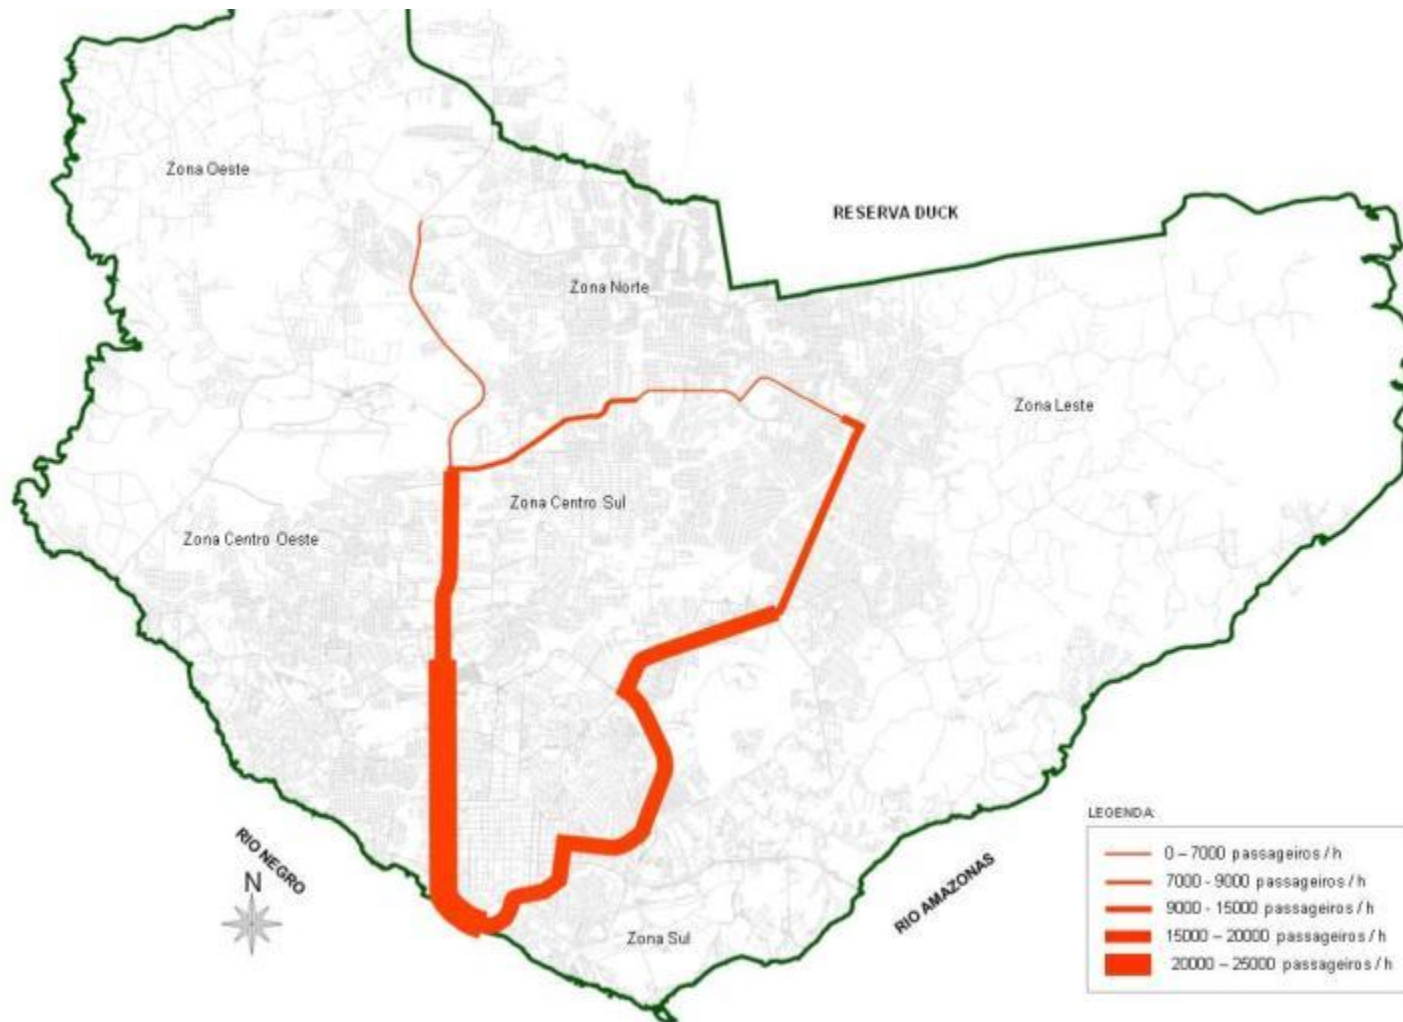 Zona Oeste
RESERVA DUCK
Zona Norte
Zona Leste
Zona Centro Sul
Zona Centro Oeste
RIO NEGRO
N
Zona Sul
RIO AMAZONAS
LEGENDA:
0 – 7000 passageiros / h
7000 - 9000 passageiros / h
9000 - 15000 passageiros / h
15000 – 20000 passageiros / h
20000 – 25000 passageiros / h